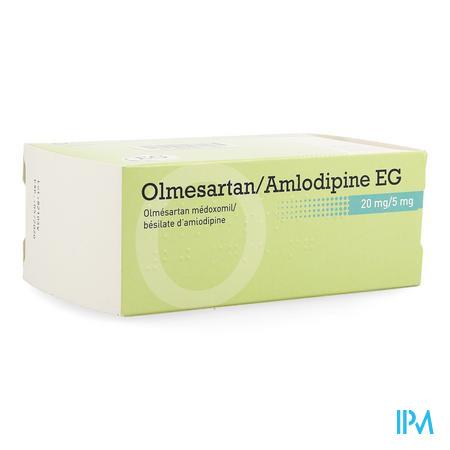 Olmesartan/Amlodipine EG
20 mg/5 mg
Olmésartan médoxomil/
bésilate d'amlodipine
IPM